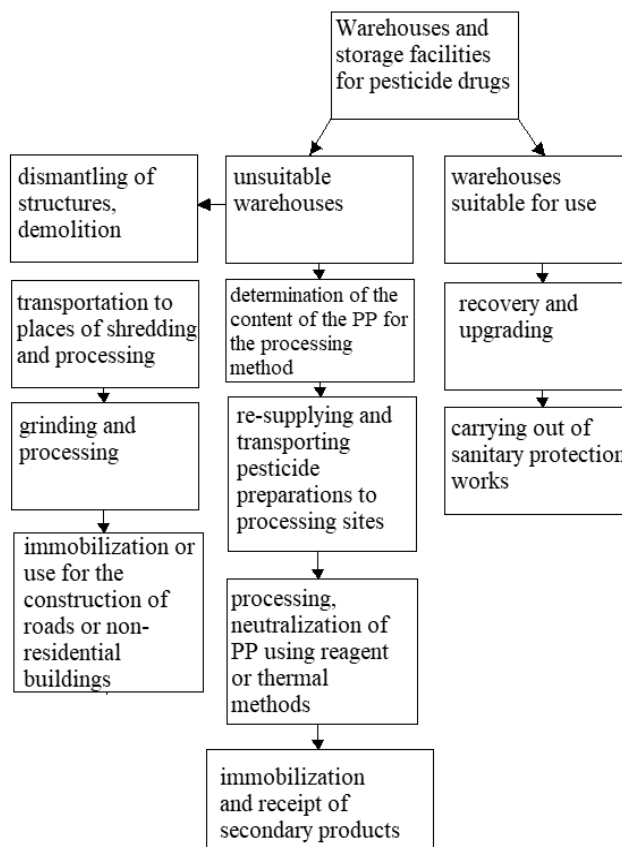 Warehouses and
storage facilities
for pesticide drugs
dismantling of
structures,
demolition
unsuitable
warehouses
warehouses
suitable for use
transportation to
places of shredding
and processing
determination of the
content of the PP for
the processing
method
recovery and
upgrading
grinding and
processing
re-supplying and
transporting
pesticide
preparations to
processing sites
carrying out of
sanitary protection
works
immobilization or
use for the
construction of
roads or non-
residential
buildings
processing,
neutralization of
PP using reagent
or thermal
methods
immobilization
and receipt of
secondary products